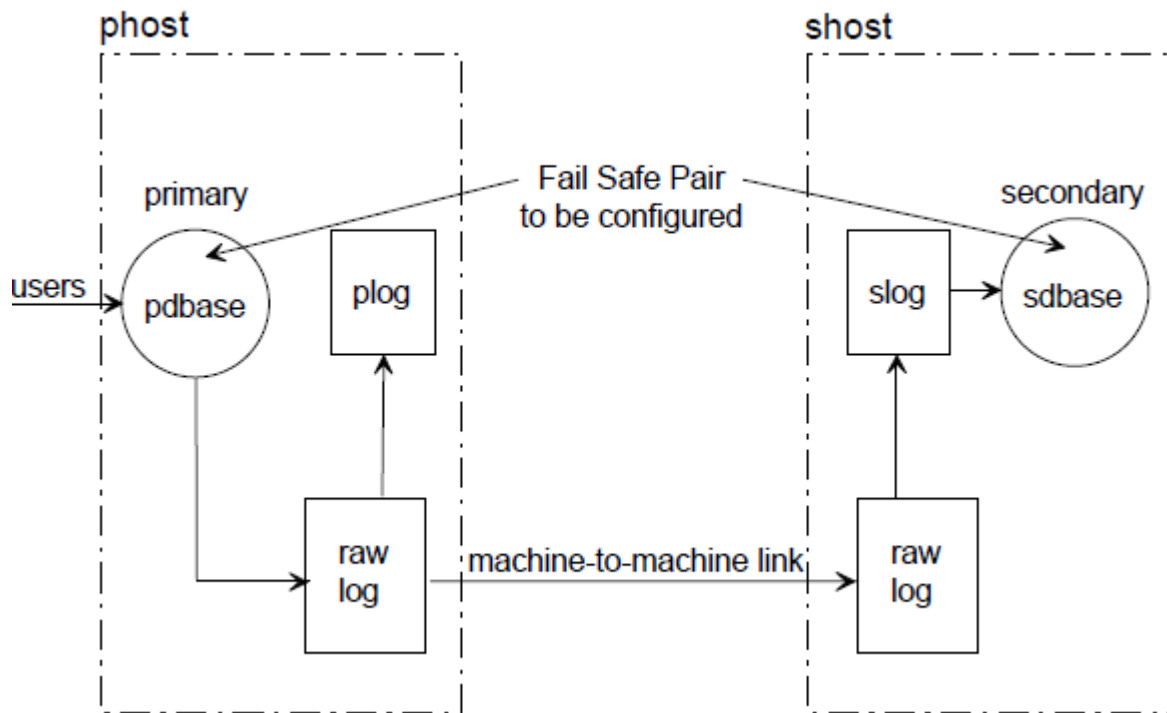 phost
shost
Fail Safe Pair
to be configured
primary
secondary
users
pdbase
plog
slog
sdbase
raw
log
machine-to-machine link
raw
log